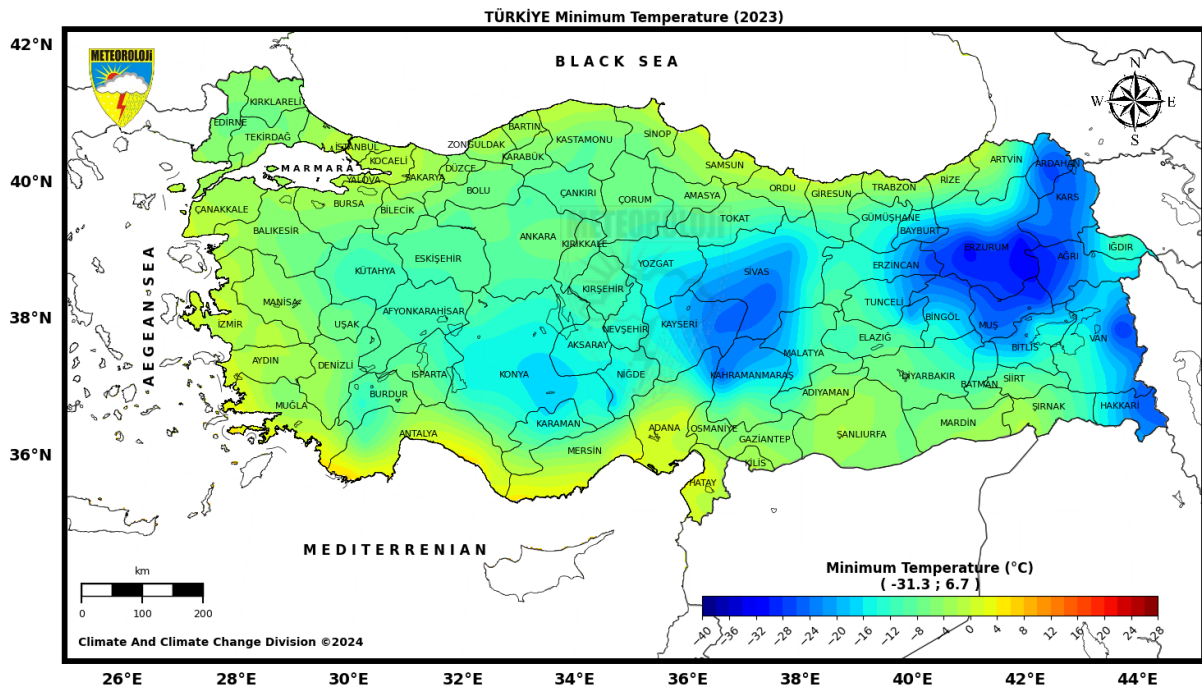 TÜRKİYE Minimum Temperature (2023)
42°N
40°N
38°N
36°N
METEOROLOJİ
BLACK SEA
N
W E
S
KIRKLARELİ
EDİRNE
TEKİRDAĞ
İSTANBUL
MARMARA
KOCAELİ
YALOVA
SAKARYA
DÜZCE
ZONGULDAK
BARTIN
KARABÜK
KASTAMONU
SİNOP
SAMSUN
ORDU
GİRESUN
TRABZON
RİZE
ARTVİN
ARDAHAN
KARS
ÇANAKKALE
BURSA
BİLECİK
BOLU
ÇANKIRI
ÇORUM
AMASYA
TOKAT
GÜMÜŞHANE
BAYBURT
ERZURUM
AĞRI
IĞDIR
BALIKESİR
KÜTAHYA
ESKİŞEHİR
ANKARA
KIRIKKALE
METEOROLOJİ
YOZGAT
SİVAS
ERZİNCAN
TUNCELİ
BİNGÖL
MUŞ
BİTLİS
VAN
AEGEAN SEA
MANİSA
İZMİR
UŞAK
AFYONKARAHİSAR
KIRŞEHİR
NEVŞEHİR
AKSARAY
KAYSERİ
MALATYA
ELAZIĞ
AYDIN
DENİZLİ
ISPARTA
BURDUR
KONYA
NİĞDE
KAHRAMANMARAŞ
ADIYAMAN
DİYARBAKIR
BATMAN
SİİRT
ŞIRNAK
HAKKARİ
MUĞLA
ANTALYA
KARAMAN
MERSİN
ADANA
OSMANİYE
GAZİANTEP
KİLİS
HATAY
ŞANLIURFA
MARDİN
MEDITERRENIAN
km
0 100 200
Climate And Climate Change Division ©2024
Minimum Temperature (°C)
( -31.3 ; 6.7 )
−40 −36 −32 −28 −24 −20 −16 −12 −8 −4 0 4 8 12 16 20 24 28
26°E 28°E 30°E 32°E 34°E 36°E 38°E 40°E 42°E 44°E